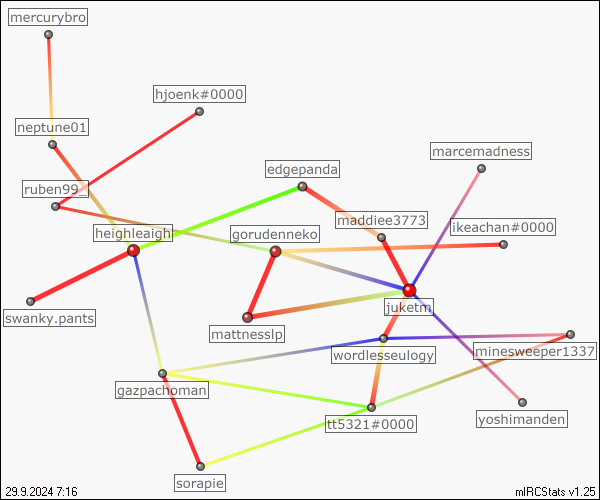 mercurybro
hjoenk#0000
neptune01
marcemadness
edgepanda
ruben99_
maddiee3773
ikeachan#0000
heighleaigh
gorudenneko
juketm
swanky.pants
mattnesslp
wordlesseulogy
minesweeper1337
gazpachoman
yoshimanden
tt5321#0000
sorapie
29.9.2024 7:16
mIRCStats v1.25